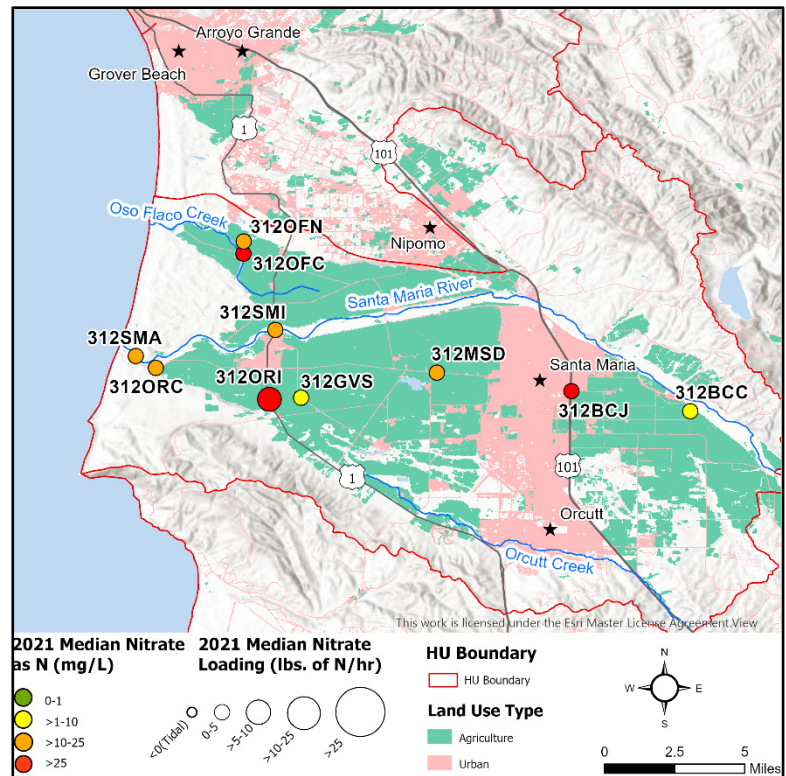 Arroyo Grande
Grover Beach
1
101
Oso Flaco Creek
312OFN
Nipomo
312OFC
Santa Maria River
312SMI
312SMA
312MSD
Santa Maria
312ORC
312ORI
312GVS
312BCC
312BCJ
1
101
Orcutt
Orcutt Creek
This work is licensed under the Esri Master License Agreement.View
2021 Median Nitrate
as N (mg/L)
0-1
>1-10
>10-25
>25
2021 Median Nitrate
Loading (lbs. of N/hr)
<0(Tidal)
0-5
>5-10
>10-25
>25
HU Boundary
HU Boundary
Land Use Type
Agriculture
Urban
N
W
E
S
0 2.5 5
Miles